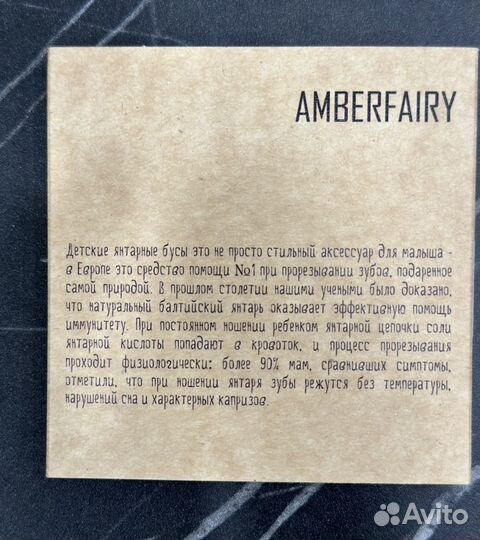 AMBERFAIRY
Детские янтарные бусы это не просто стильный аксессуар для малыша -
в Европе это средство помощи №1 при прорезывании зубов, подаренное
самой природой. В прошлом столетии нашими учеными было доказано,
что натуральный балтийский янтарь оказывает эффективную помощь
иммунитету. При постоянном ношении ребенком янтарной цепочки соли
янтарной кислоты попадают в кровоток, и процесс прорезывания
проходит физиологически: более 90% мам, сравнивших симптомы,
отметили, что при ношении янтаря зубы режутся без температуры,
нарушений сна и характерных капризов.
Avito